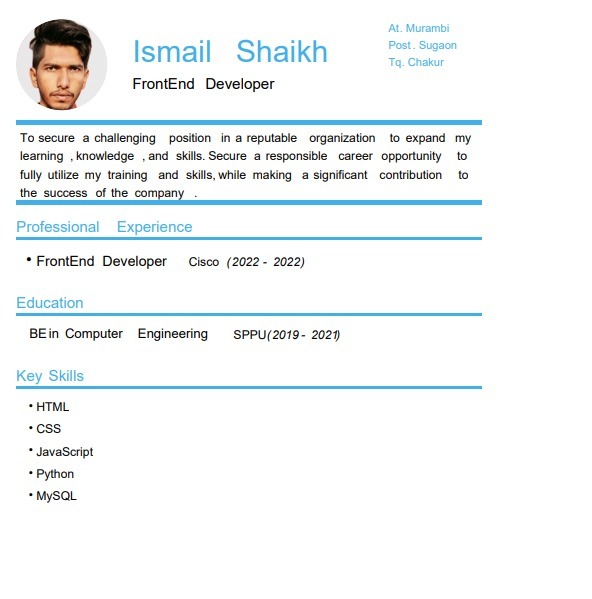 Ismail Shaikh
FrontEnd Developer
At. Murambi
Post. Sugaon
Tq. Chakur
To secure a challenging position in a reputable organization to expand my
learning , knowledge , and skills. Secure a responsible career opportunity to
fully utilize my training and skills, while making a significant contribution to
the success of the company .
Professional Experience
• FrontEnd Developer Cisco (2022 - 2022)
Education
BE in Computer Engineering SPPU(2019 - 2021)
Key Skills
• HTML
• CSS
• JavaScript
• Python
• MySQL